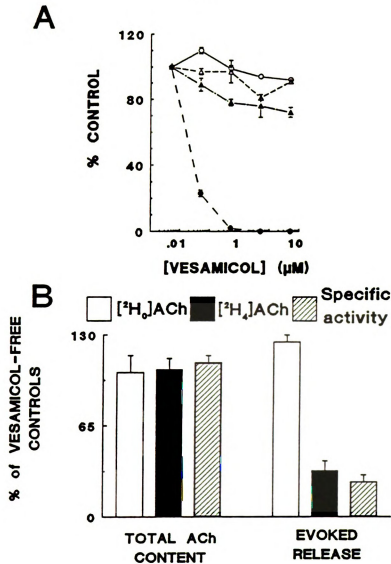 A
120
80
% CONTROL
40
0
.01 .1 1 10
[VESAMICOL] (μM)
B
[²H₀]ACh [²H₄]ACh Specific activity
130
% of VESAMICOL-FREE CONTROLS
65
0
TOTAL ACh CONTENT
EVOKED RELEASE